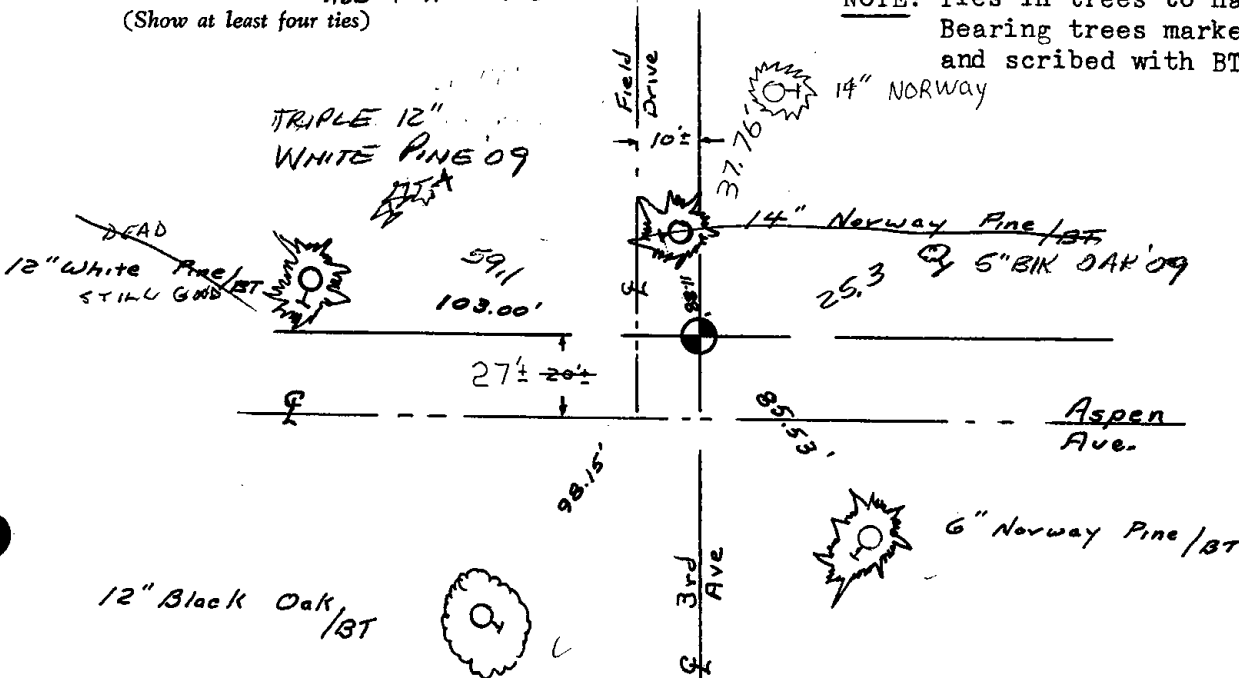 (Show at least four ties)
NOTE: Ties in trees to
Bearing trees marke
and scribed with BT
Field
Drive
14" NORWAY
TRIPLE 12"
WHITE PINE '09
10'±
37.76'
DEAD
14" Norway Pine/BT
12" White Pine/BT
STILL GOOD
5" BlK OAK '09
59.1
103.00'
25.3
88.11'
27'± 20'±
Aspen
Ave.
85.53'
98.15'
6" Norway Pine/BT
3rd
Ave
12" Black Oak/BT